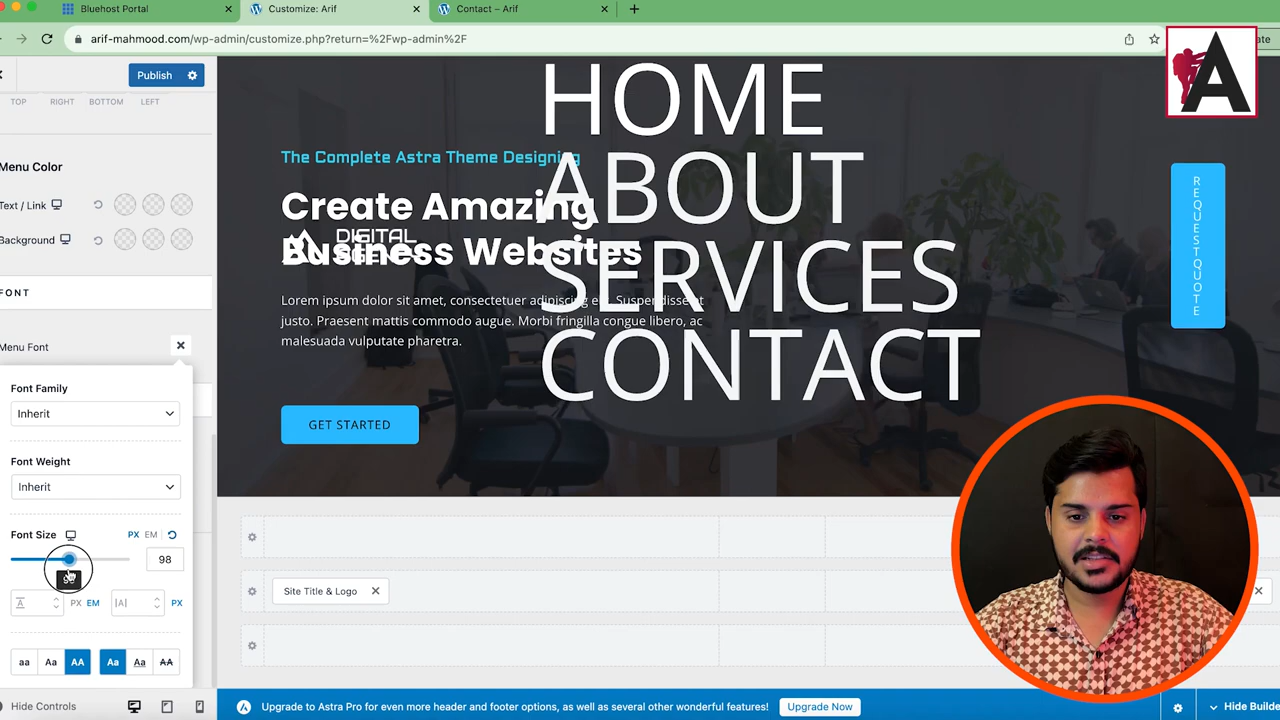 Bluehost Portal
Customize: Arif
Contact – Arif
arif-mahmood.com/wp-admin/customize.php?return=%2Fwp-admin%2F
A
Publish
TOP RIGHT BOTTOM LEFT
Menu Color
Text / Link
Background
FONT
Menu Font
Font Family
Inherit
Font Weight
Inherit
Font Size
PX EM
98
PX EM
|A|
PX
aa Aa AA Aa Aa AA
Hide Controls
HOME
ABOUT
SERVICES
CONTACT
The Complete Astra Theme Designing
Create Amazing
Business Websites
DIGITAL
Lorem ipsum dolor sit amet, consectetuer adipiscing elit. Suspendisse et
justo. Praesent mattis commodo augue. Morbi fringilla congue libero, ac
malesuada vulputate pharetra.
GET STARTED
REQUEST QUOTE
Site Title & Logo
Upgrade to Astra Pro for even more header and footer options, as well as several other wonderful features!
Upgrade Now
Hide Builde